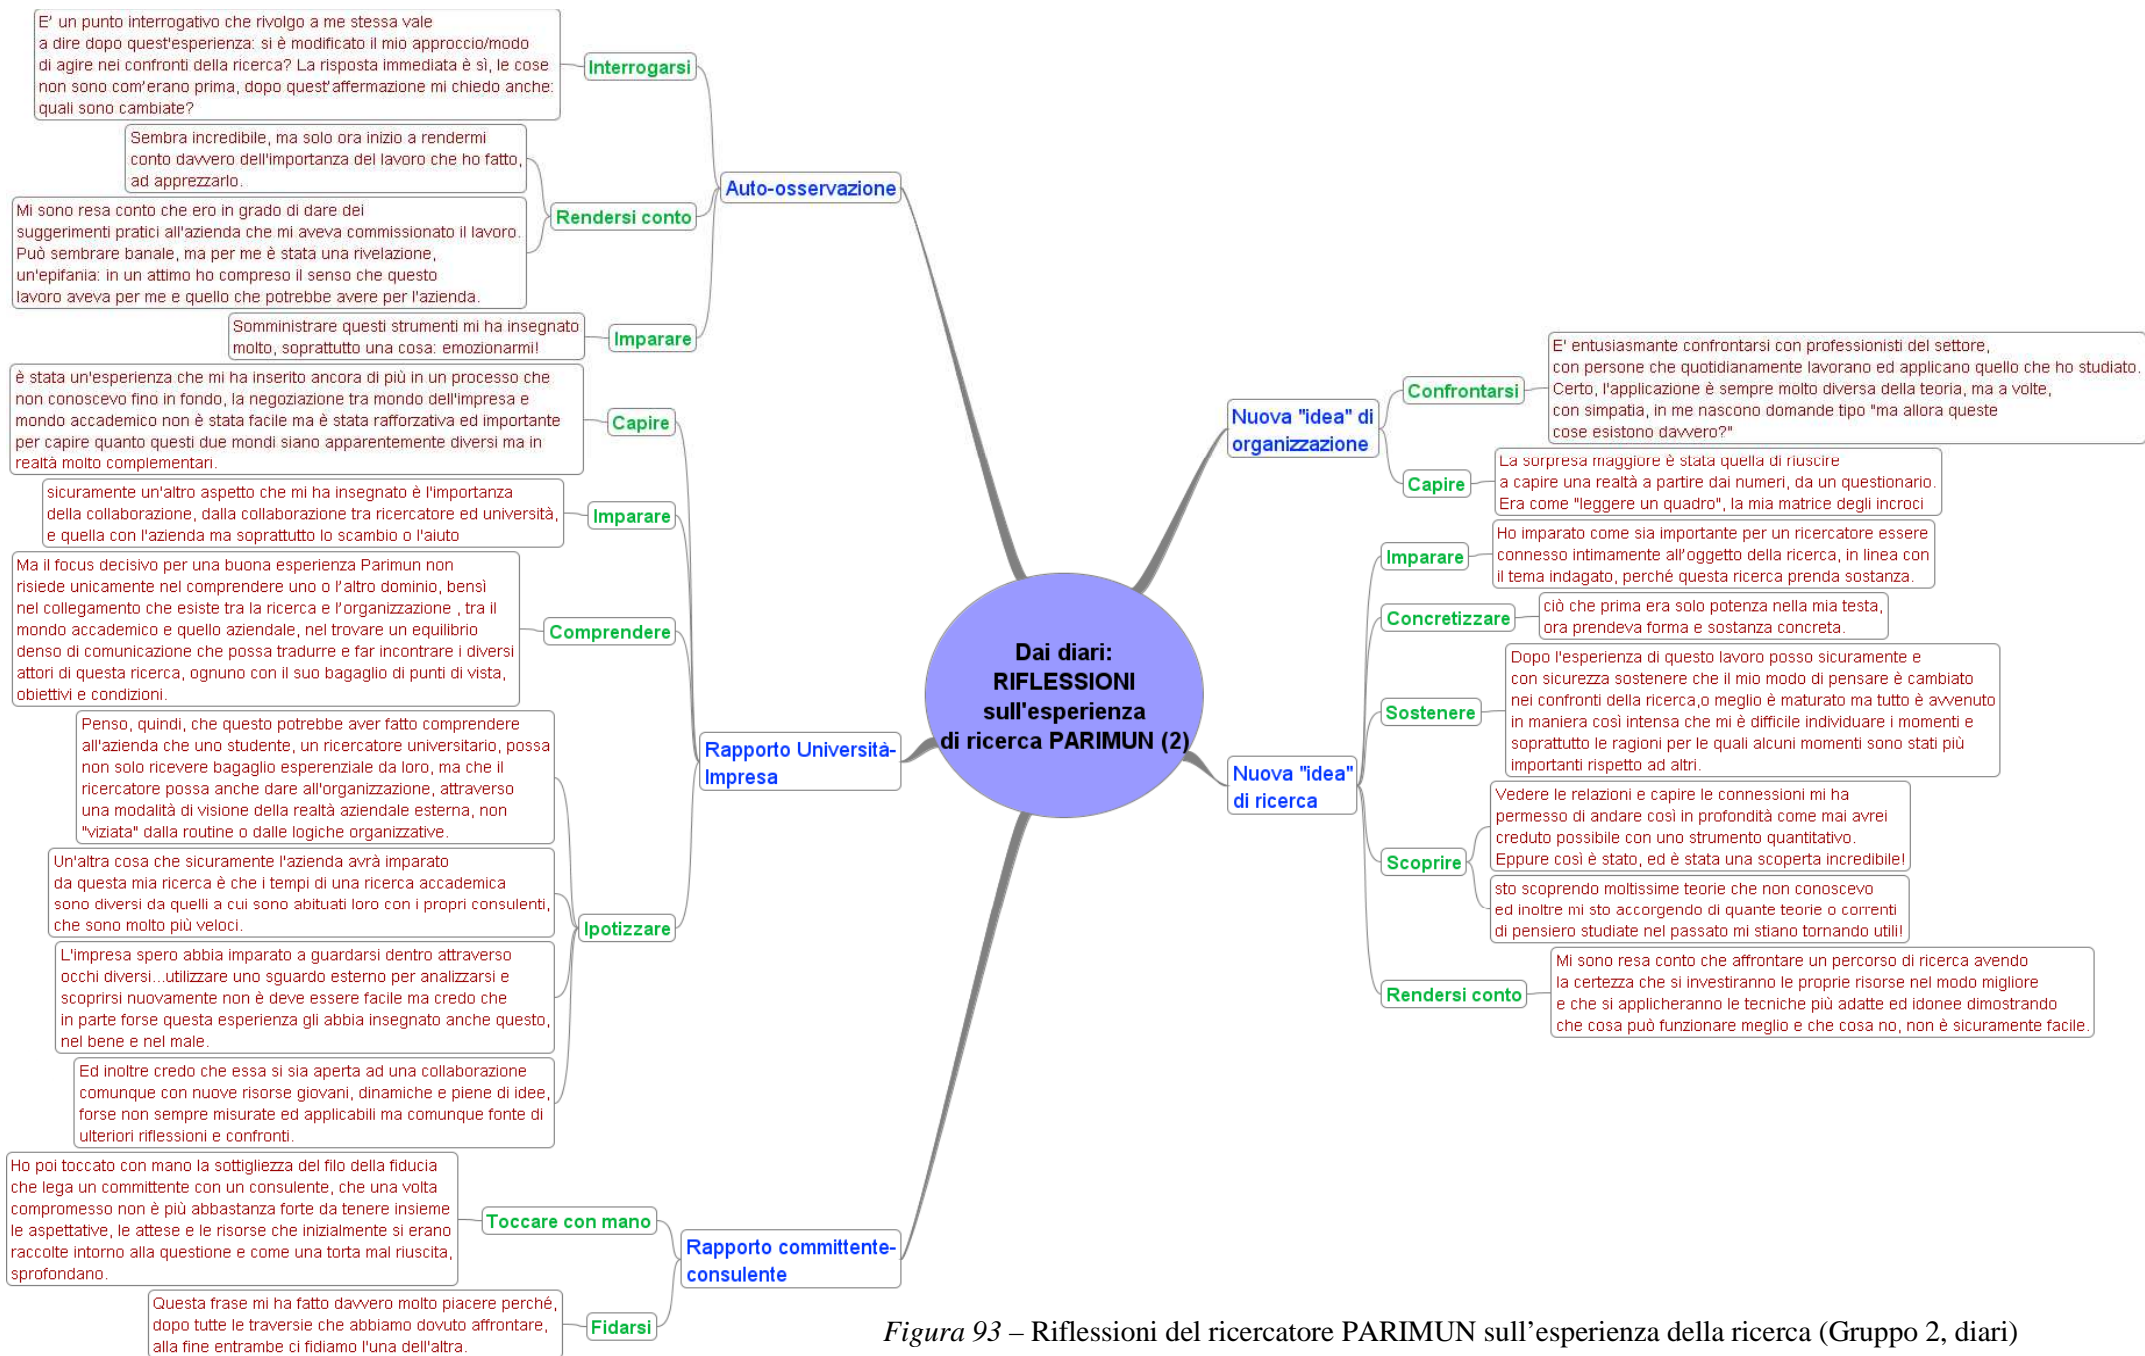 E' un punto interrogativo che rivolgo a me stessa vale
a dire dopo quest'esperienza: si è modificato il mio approccio/modo
di agire nei confronti della ricerca? La risposta immediata è sì, le cose
non sono com'erano prima, dopo quest'affermazione mi chiedo anche:
quali sono cambiate?
Interrogarsi
Sembra incredibile, ma solo ora inizio a rendermi
conto davvero dell'importanza del lavoro che ho fatto,
ad apprezzarlo.
Mi sono resa conto che ero in grado di dare dei
suggerimenti pratici all'azienda che mi aveva commissionato il lavoro.
Può sembrare banale, ma per me è stata una rivelazione,
un'epifania: in un attimo ho compreso il senso che questo
lavoro aveva per me e quello che potrebbe avere per l'azienda.
Rendersi conto
Somministrare questi strumenti mi ha insegnato
molto, soprattutto una cosa: emozionarmi!
Imparare
Auto-osservazione
è stata un'esperienza che mi ha inserito ancora di più in un processo che
non conoscevo fino in fondo, la negoziazione tra mondo dell'impresa e
mondo accademico non è stata facile ma è stata rafforzativa ed importante
per capire quanto questi due mondi siano apparentemente diversi ma in
realtà molto complementari.
Capire
sicuramente un'altro aspetto che mi ha insegnato è l'importanza
della collaborazione, dalla collaborazione tra ricercatore ed università,
e quella con l'azienda ma soprattutto lo scambio o l'aiuto
Imparare
Ma il focus decisivo per una buona esperienza Parimun non
risiede unicamente nel comprendere uno o l'altro dominio, bensì
nel collegamento che esiste tra la ricerca e l'organizzazione , tra il
mondo accademico e quello aziendale, nel trovare un equilibrio
denso di comunicazione che possa tradurre e far incontrare i diversi
attori di questa ricerca, ognuno con il suo bagaglio di punti di vista,
obiettivi e condizioni.
Comprendere
Penso, quindi, che questo potrebbe aver fatto comprendere
all'azienda che uno studente, un ricercatore universitario, possa
non solo ricevere bagaglio esperenziale da loro, ma che il
ricercatore possa anche dare all'organizzazione, attraverso
una modalità di visione della realtà aziendale esterna, non
"viziata" dalla routine o dalle logiche organizzative.
Un'altra cosa che sicuramente l'azienda avrà imparato
da questa mia ricerca è che i tempi di una ricerca accademica
sono diversi da quelli a cui sono abituati loro con i propri consulenti,
che sono molto più veloci.
L'impresa spero abbia imparato a guardarsi dentro attraverso
occhi diversi...utilizzare uno sguardo esterno per analizzarsi e
scoprirsi nuovamente non è deve essere facile ma credo che
in parte forse questa esperienza gli abbia insegnato anche questo,
nel bene e nel male.
Ed inoltre credo che essa si sia aperta ad una collaborazione
comunque con nuove risorse giovani, dinamiche e piene di idee,
forse non sempre misurate ed applicabili ma comunque fonte di
ulteriori riflessioni e confronti.
Ipotizzare
Rapporto Università-
Impresa
Ho poi toccato con mano la sottigliezza del filo della fiducia
che lega un committente con un consulente, che una volta
compromesso non è più abbastanza forte da tenere insieme
le aspettative, le attese e le risorse che inizialmente si erano
raccolte intorno alla questione e come una torta mal riuscita,
sprofondano.
Toccare con mano
Questa frase mi ha fatto davvero molto piacere perché,
dopo tutte le traversie che abbiamo dovuto affrontare,
alla fine entrambe ci fidiamo l'una dell'altra.
Fidarsi
Rapporto committente-
consulente
Dai diari:
RIFLESSIONI
sull'esperienza
di ricerca PARIMUN (2)
Nuova "idea" di
organizzazione
Confrontarsi
E' entusiasmante confrontarsi con professionisti del settore,
con persone che quotidianamente lavorano ed applicano quello che ho studiato.
Certo, l'applicazione è sempre molto diversa della teoria, ma a volte,
con simpatia, in me nascono domande tipo "ma allora queste
cose esistono davvero?"
Capire
La sorpresa maggiore è stata quella di riuscire
a capire una realtà a partire dai numeri, da un questionario.
Era come "leggere un quadro", la mia matrice degli incroci
Nuova "idea"
di ricerca
Imparare
Ho imparato come sia importante per un ricercatore essere
connesso intimamente all'oggetto della ricerca, in linea con
il tema indagato, perché questa ricerca prenda sostanza.
Concretizzare
ciò che prima era solo potenza nella mia testa,
ora prendeva forma e sostanza concreta.
Sostenere
Dopo l'esperienza di questo lavoro posso sicuramente e
con sicurezza sostenere che il mio modo di pensare è cambiato
nei confronti della ricerca,o meglio è maturato ma tutto è avvenuto
in maniera così intensa che mi è difficile individuare i momenti e
soprattutto le ragioni per le quali alcuni momenti sono stati più
importanti rispetto ad altri.
Scoprire
Vedere le relazioni e capire le connessioni mi ha
permesso di andare così in profondità come mai avrei
creduto possibile con uno strumento quantitativo.
Eppure così è stato, ed è stata una scoperta incredibile!
sto scoprendo moltissime teorie che non conoscevo
ed inoltre mi sto accorgendo di quante teorie o correnti
di pensiero studiate nel passato mi stiano tornando utili!
Rendersi conto
Mi sono resa conto che affrontare un percorso di ricerca avendo
la certezza che si investiranno le proprie risorse nel modo migliore
e che si applicheranno le tecniche più adatte ed idonee dimostrando
che cosa può funzionare meglio e che cosa no, non è sicuramente facile.
Figura 93 – Riflessioni del ricercatore PARIMUN sull'esperienza della ricerca (Gruppo 2, diari)